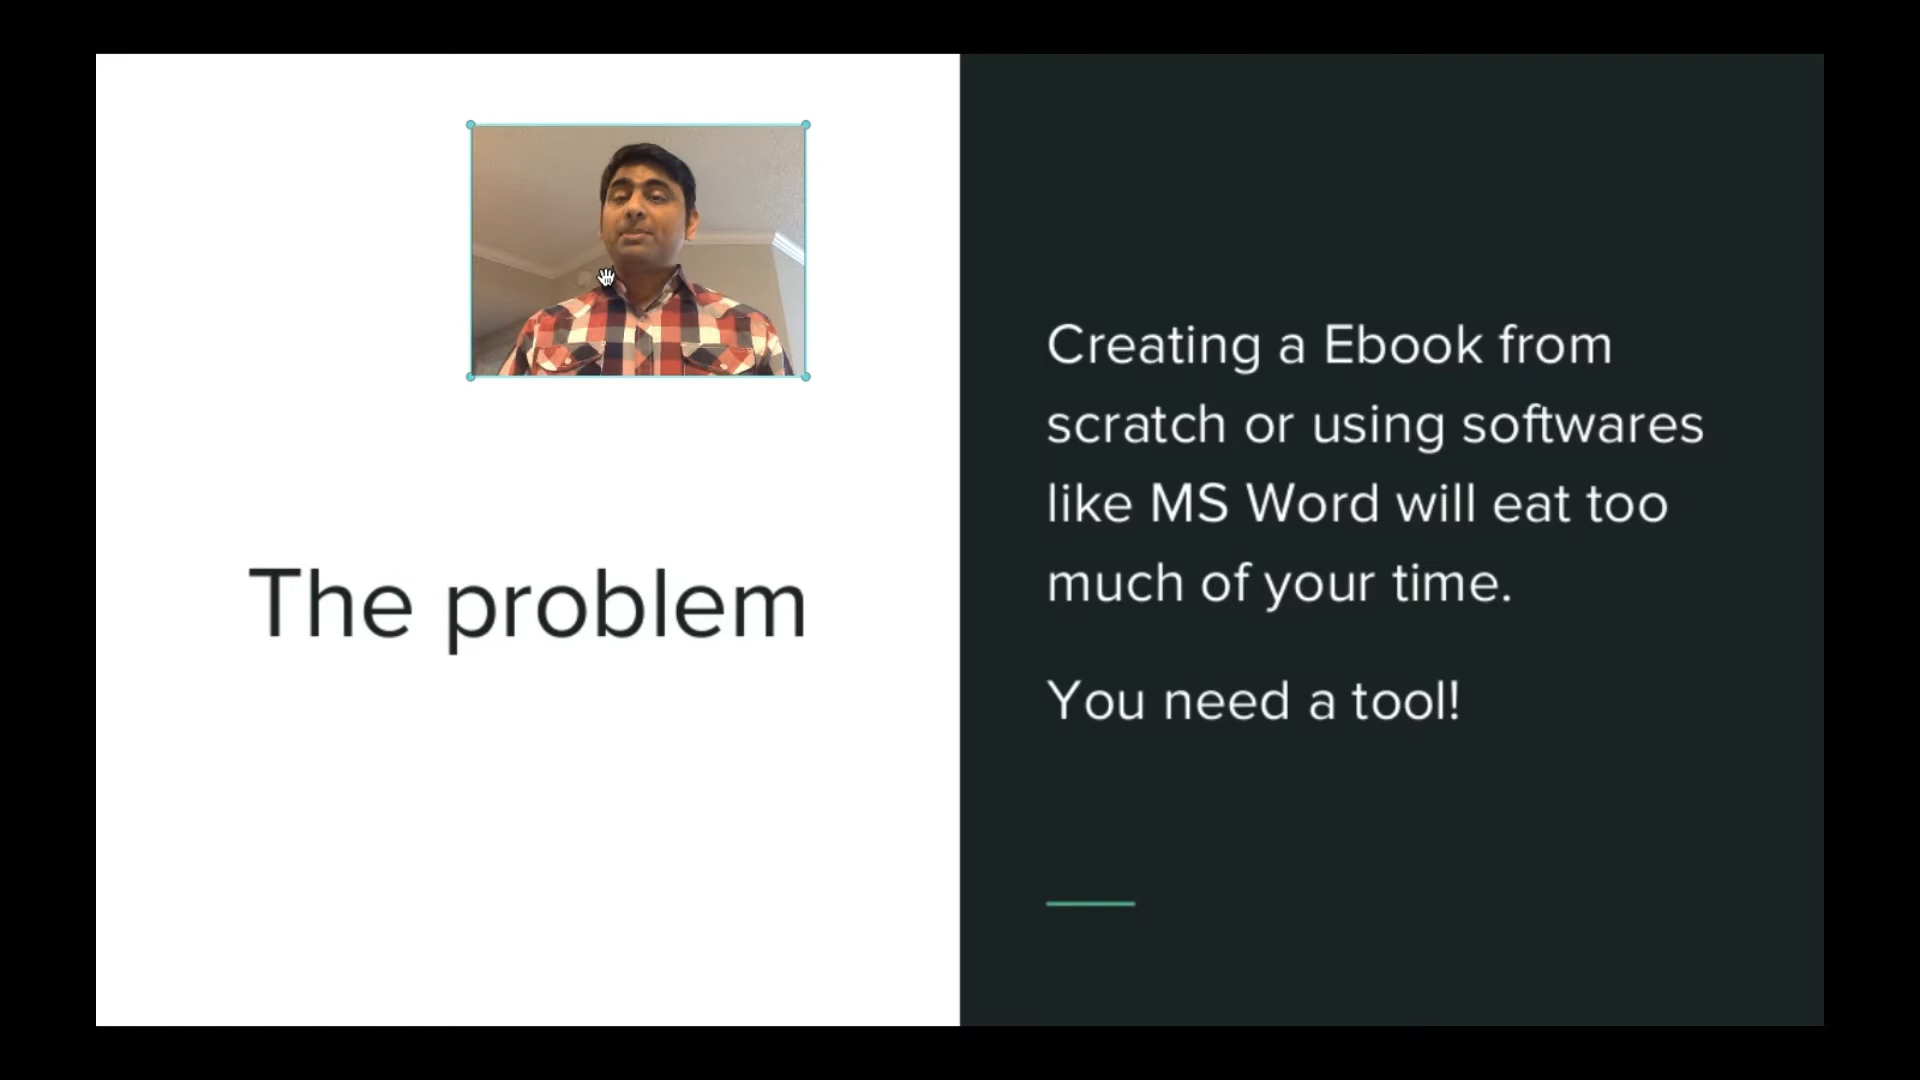 The problem
Creating a Ebook from
scratch or using softwares
like MS Word will eat too
much of your time.
You need a tool!